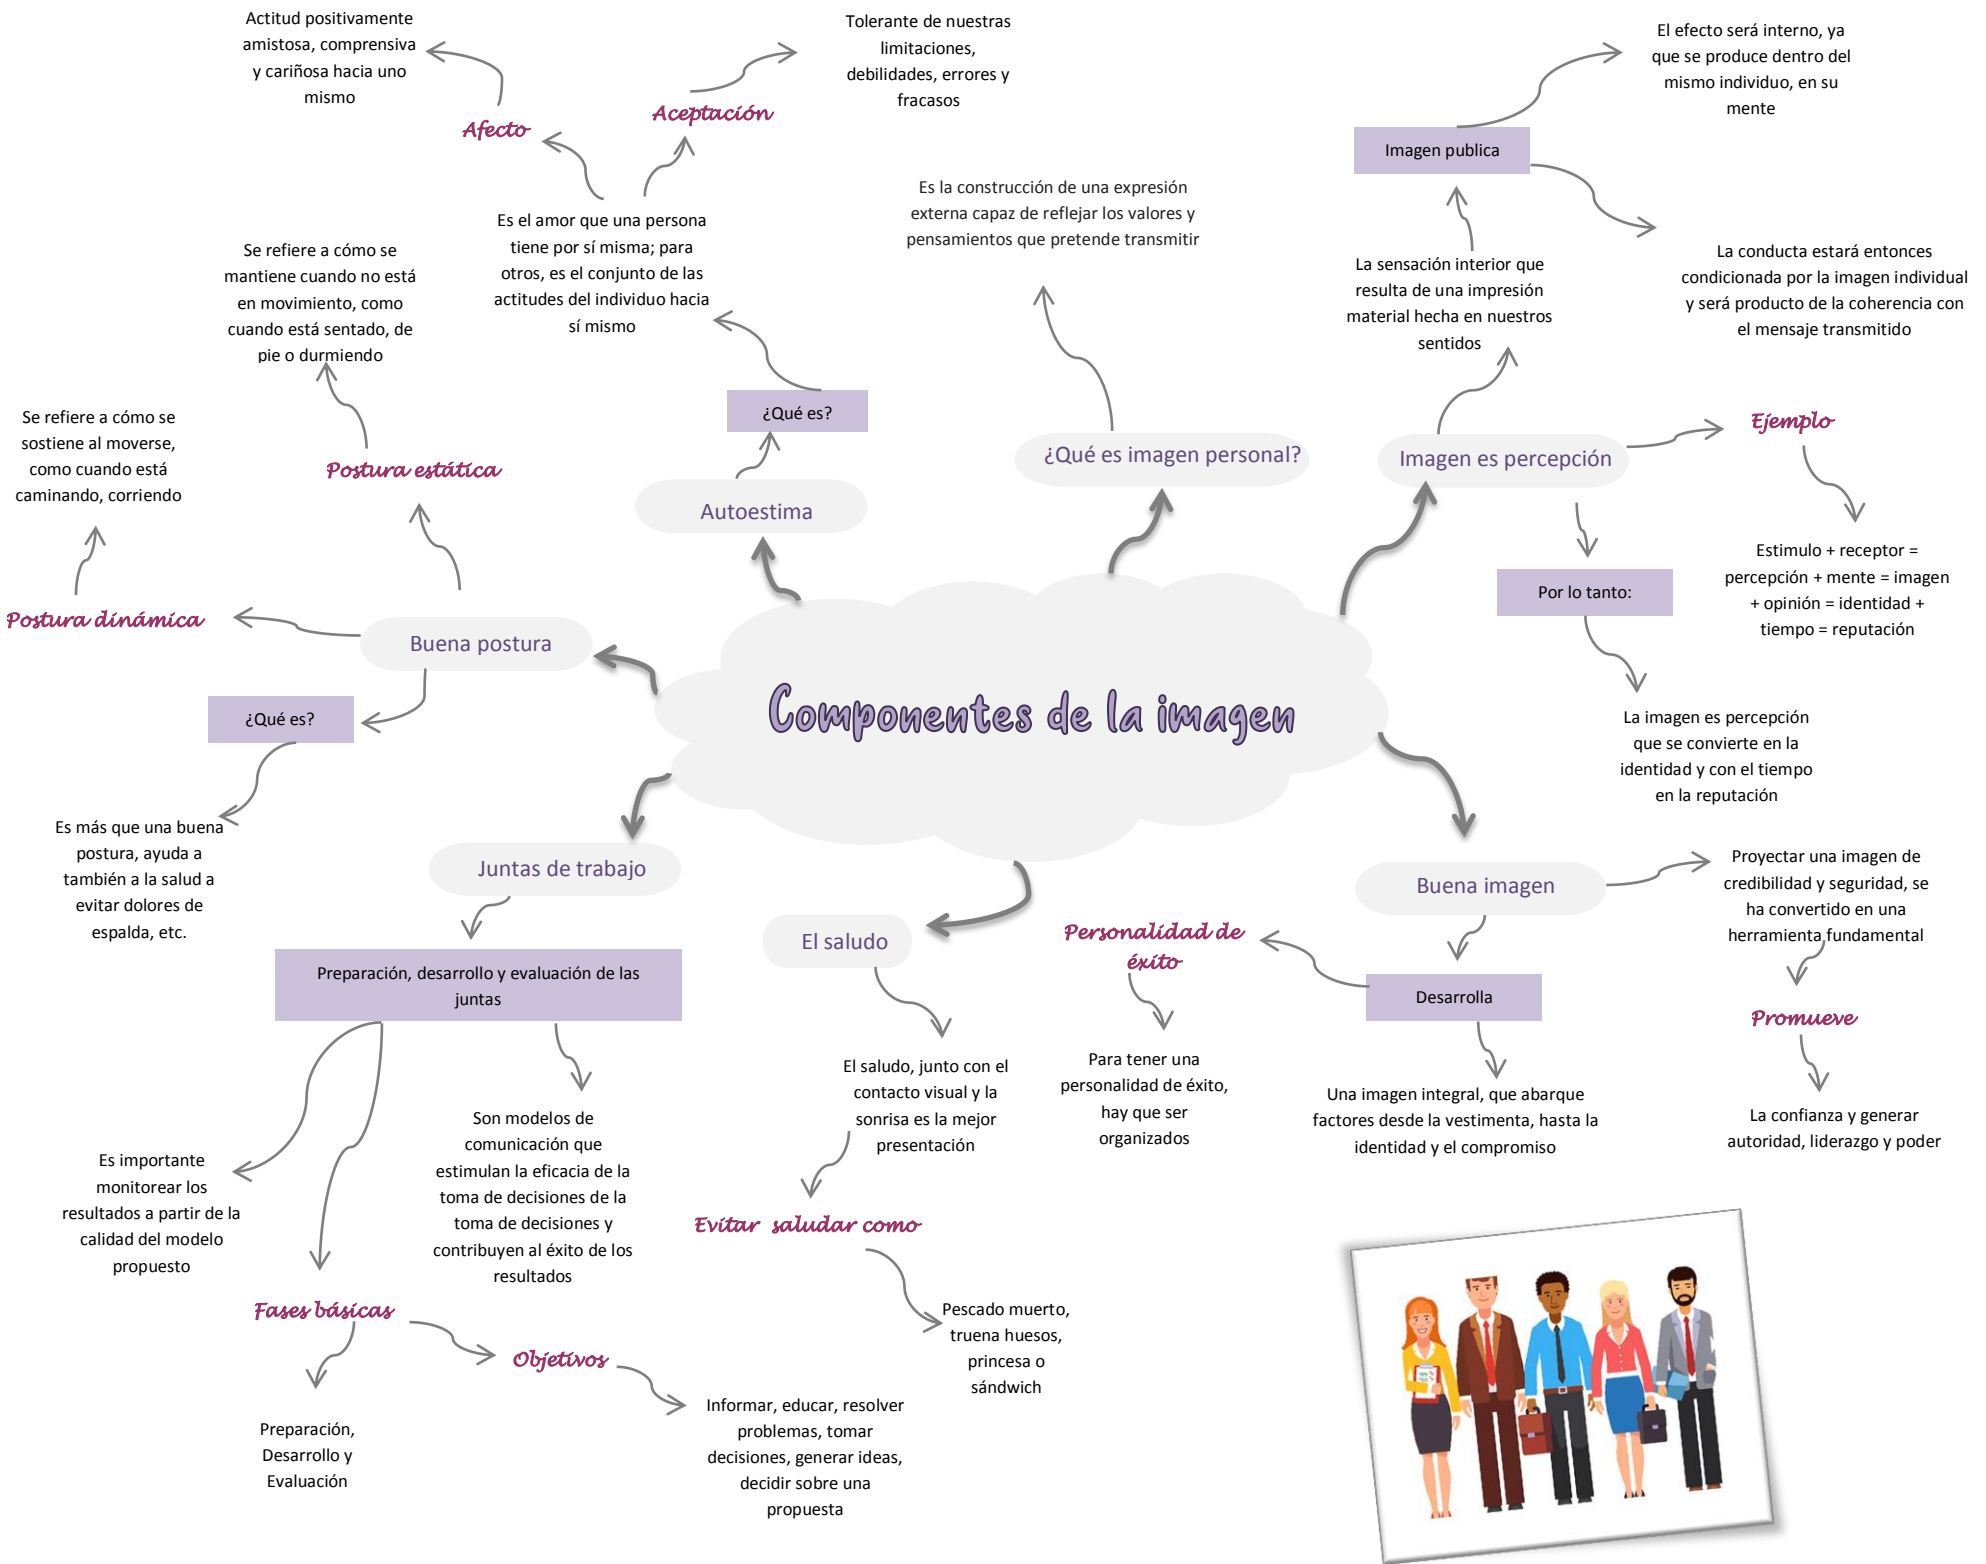 Actitud positivamente
amistosa, comprensiva
y cariñosa hacia uno
mismo
Afecto
Tolerante de nuestras
limitaciones,
debilidades, errores y
fracasos
Aceptación
Es el amor que una persona
tiene por sí misma; para
otros, es el conjunto de las
actitudes del individuo hacia
sí mismo
¿Qué es?
Autoestima
Es la construcción de una expresión
externa capaz de reflejar los valores y
pensamientos que pretende transmitir
¿Qué es imagen personal?
El efecto será interno, ya
que se produce dentro del
mismo individuo, en su
mente
Imagen publica
La conducta estará entonces
condicionada por la imagen individual
y será producto de la coherencia con
el mensaje transmitido
La sensación interior que
resulta de una impresión
material hecha en nuestros
sentidos
Imagen es percepción
Ejemplo
Estimulo + receptor =
percepción + mente = imagen
+ opinión = identidad +
tiempo = reputación
Por lo tanto:
La imagen es percepción
que se convierte en la
identidad y con el tiempo
en la reputación
Se refiere a cómo se
mantiene cuando no está
en movimiento, como
cuando está sentado, de
pie o durmiendo
Postura estática
Se refiere a cómo se
sostiene al moverse,
como cuando está
caminando, corriendo
Postura dinámica
Buena postura
¿Qué es?
Es más que una buena
postura, ayuda a
también a la salud a
evitar dolores de
espalda, etc.
Componentes de la imagen
Juntas de trabajo
Preparación, desarrollo y evaluación de las
juntas
Es importante
monitorear los
resultados a partir de la
calidad del modelo
propuesto
Son modelos de
comunicación que
estimulan la eficacia de la
toma de decisiones de la
toma de decisiones y
contribuyen al éxito de los
resultados
Fases básicas
Preparación,
Desarrollo y
Evaluación
Objetivos
Informar, educar, resolver
problemas, tomar
decisiones, generar ideas,
decidir sobre una
propuesta
El saludo
El saludo, junto con el
contacto visual y la
sonrisa es la mejor
presentación
Evitar saludar como
Pescado muerto,
truena huesos,
princesa o
sándwich
Buena imagen
Proyectar una imagen de
credibilidad y seguridad, se
ha convertido en una
herramienta fundamental
Promueve
La confianza y generar
autoridad, liderazgo y poder
Desarrolla
Una imagen integral, que abarque
factores desde la vestimenta, hasta la
identidad y el compromiso
Personalidad de
éxito
Para tener una
personalidad de éxito,
hay que ser
organizados